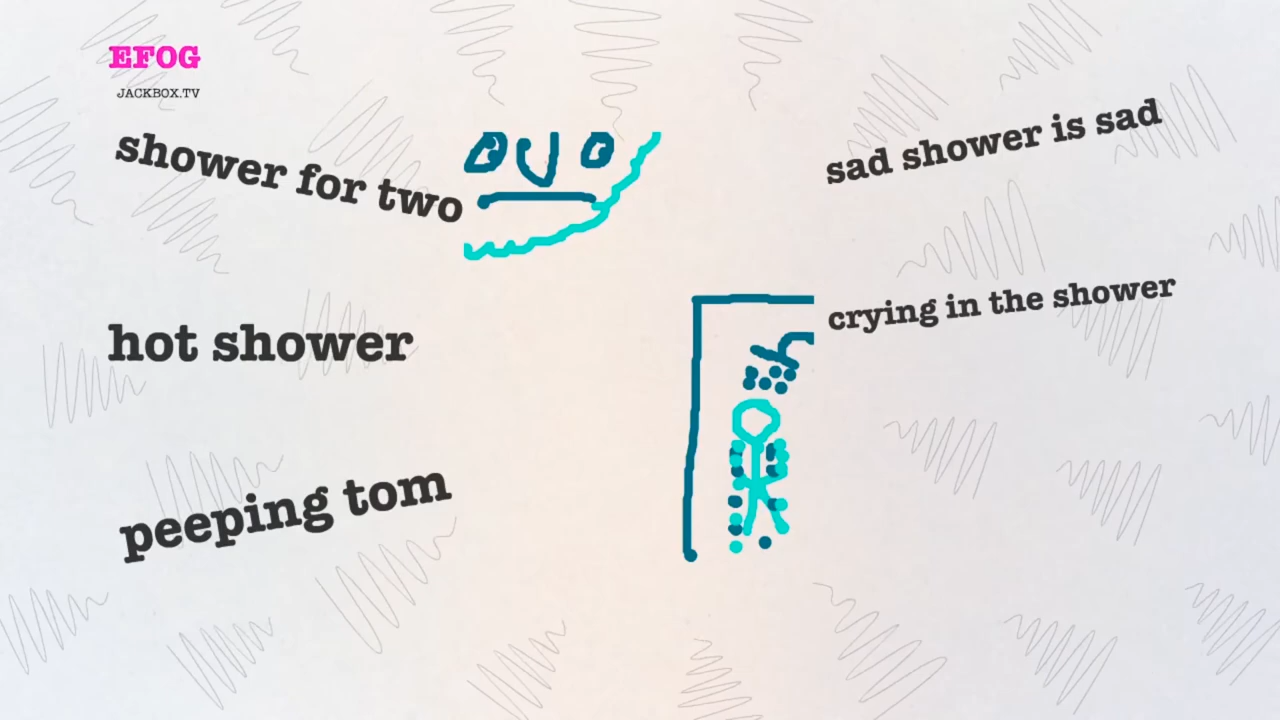 EFOG
JACKBOX.TV
shower for two
sad shower is sad
hot shower
crying in the shower
peeping tom